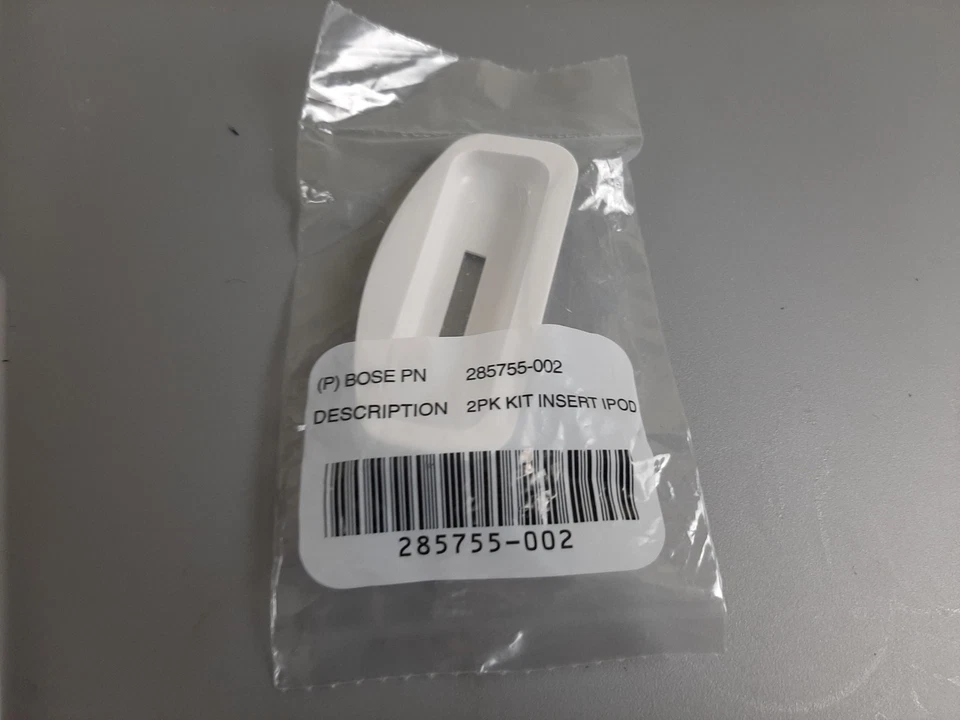 (P) BOSE PN 285755-002
DESCRIPTION 2PK KIT INSERT IPOD
285755-002